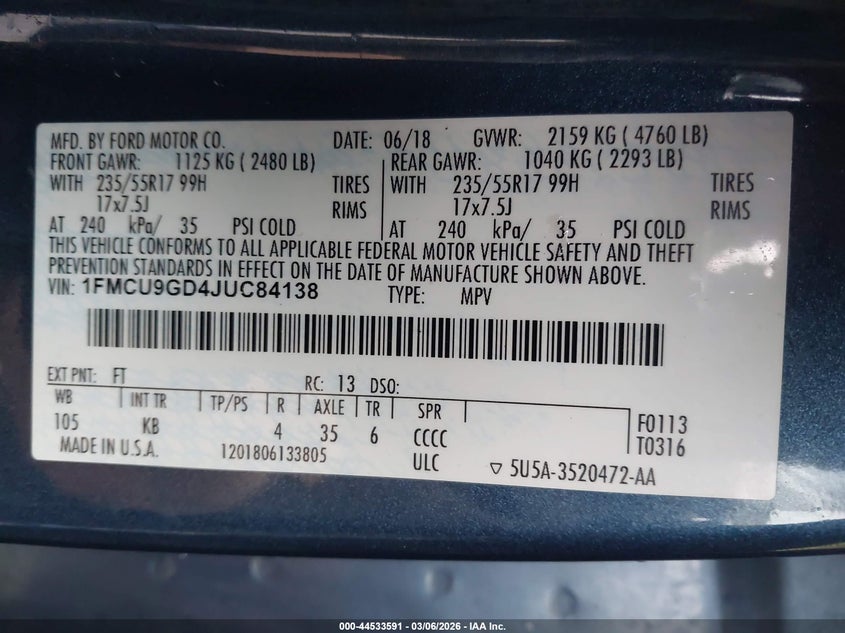 MFD. BY FORD MOTOR CO. DATE: 06/18 GVWR: 2159 KG ( 4760 LB)
FRONT GAWR: 1125 KG ( 2480 LB) REAR GAWR: 1040 KG ( 2293 LB)
WITH 235/55R17 99H TIRES WITH 235/55R17 99H TIRES
17x7.5J RIMS 17x7.5J RIMS
AT 240 kPa/ 35 PSI COLD AT 240 kPa/ 35 PSI COLD
THIS VEHICLE CONFORMS TO ALL APPLICABLE FEDERAL MOTOR VEHICLE SAFETY AND THEFT
PREVENTION STANDARDS IN EFFECT ON THE DATE OF MANUFACTURE SHOWN ABOVE.
VIN: 1FMCU9GD4JUC84138 TYPE: MPV
EXT PNT: FT RC: 13 DSO:
WB INT TR TP/PS R AXLE TR SPR
105 KB 4 35 6 CCCC F0113
MADE IN U.S.A. 1201806133805 ULC T0316
5U5A-3520472-AA
000-44533591 | 03/06/2026 - IAA Inc.